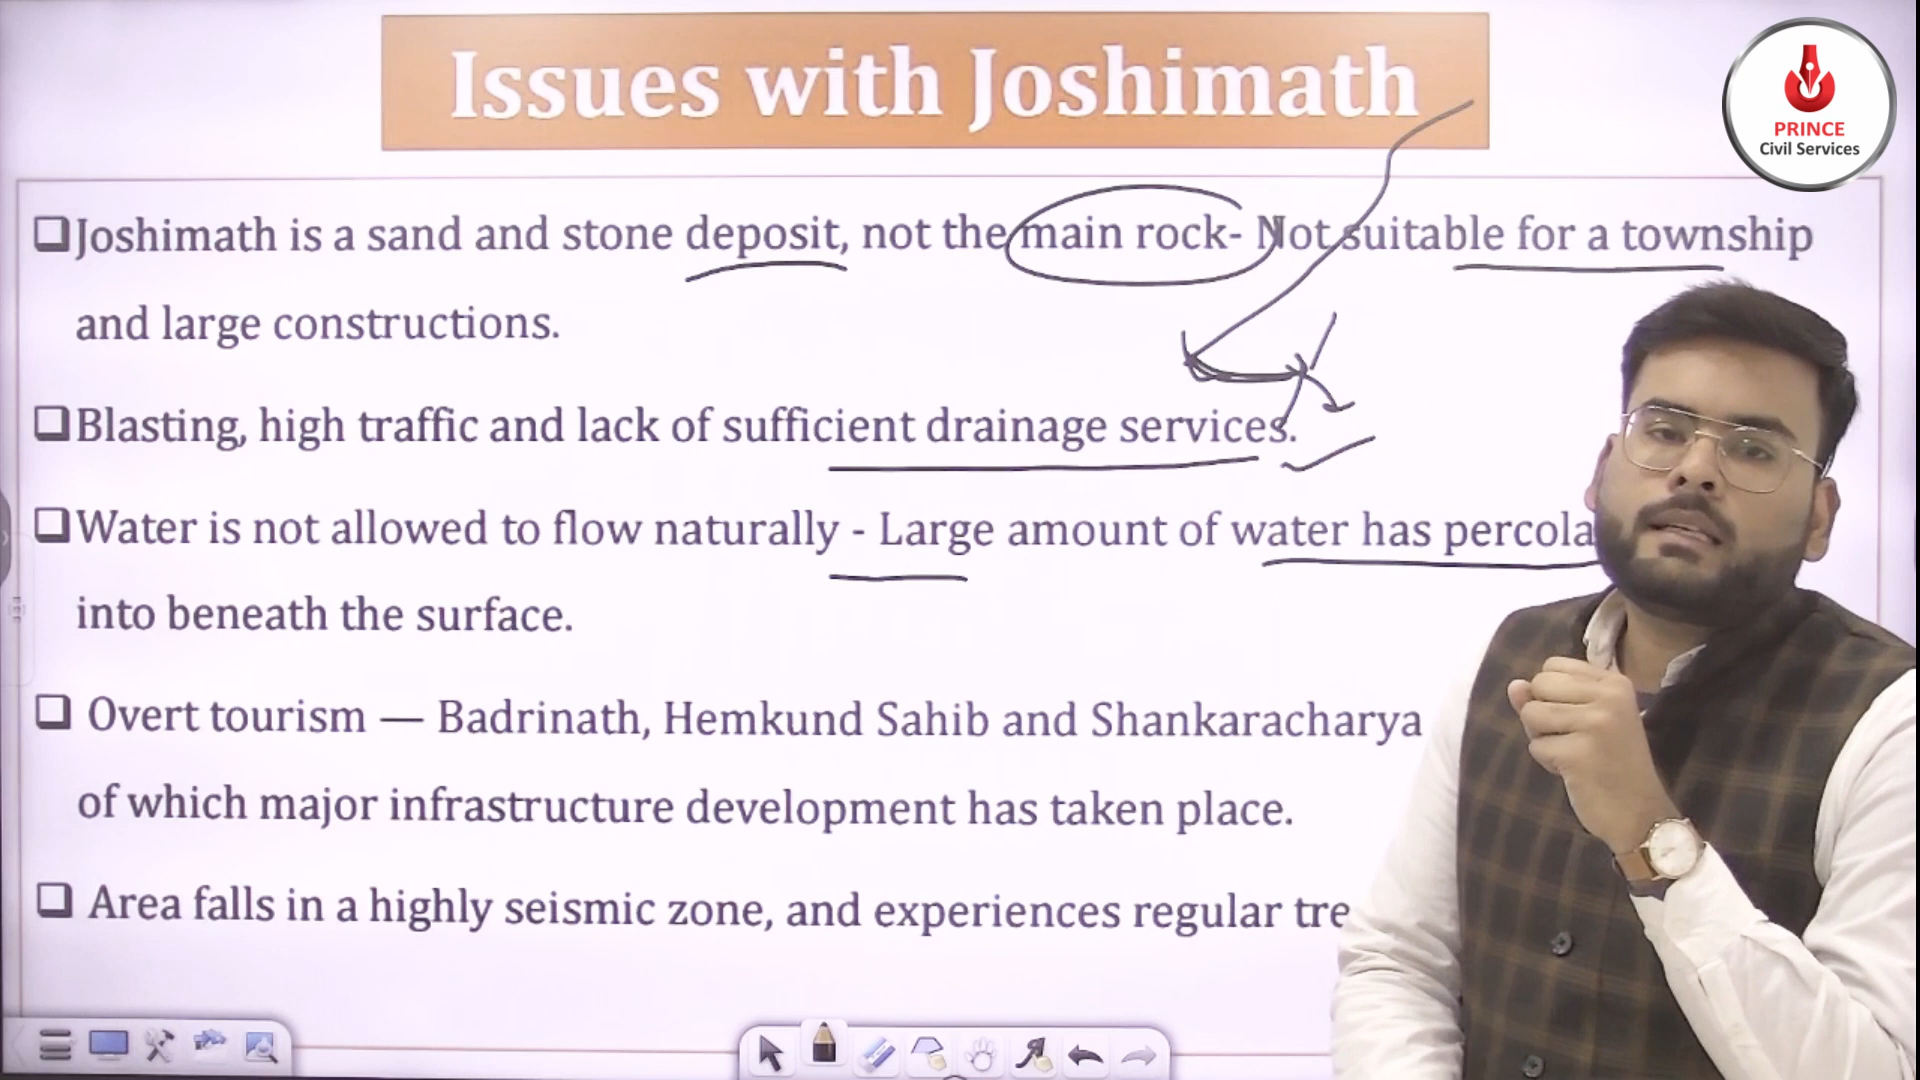 Issues with Joshimath
PRINCE
Civil Services
❑Joshimath is a sand and stone deposit, not the main rock- Not suitable for a township
and large constructions.
❑Blasting, high traffic and lack of sufficient drainage services.
❑Water is not allowed to flow naturally - Large amount of water has
into beneath the surface.
❑ Overt tourism — Badrinath, Hemkund Sahib and Shankaracharya
of which major infrastructure development has taken place.
❑ Area falls in a highly seismic zone, and experiences regular